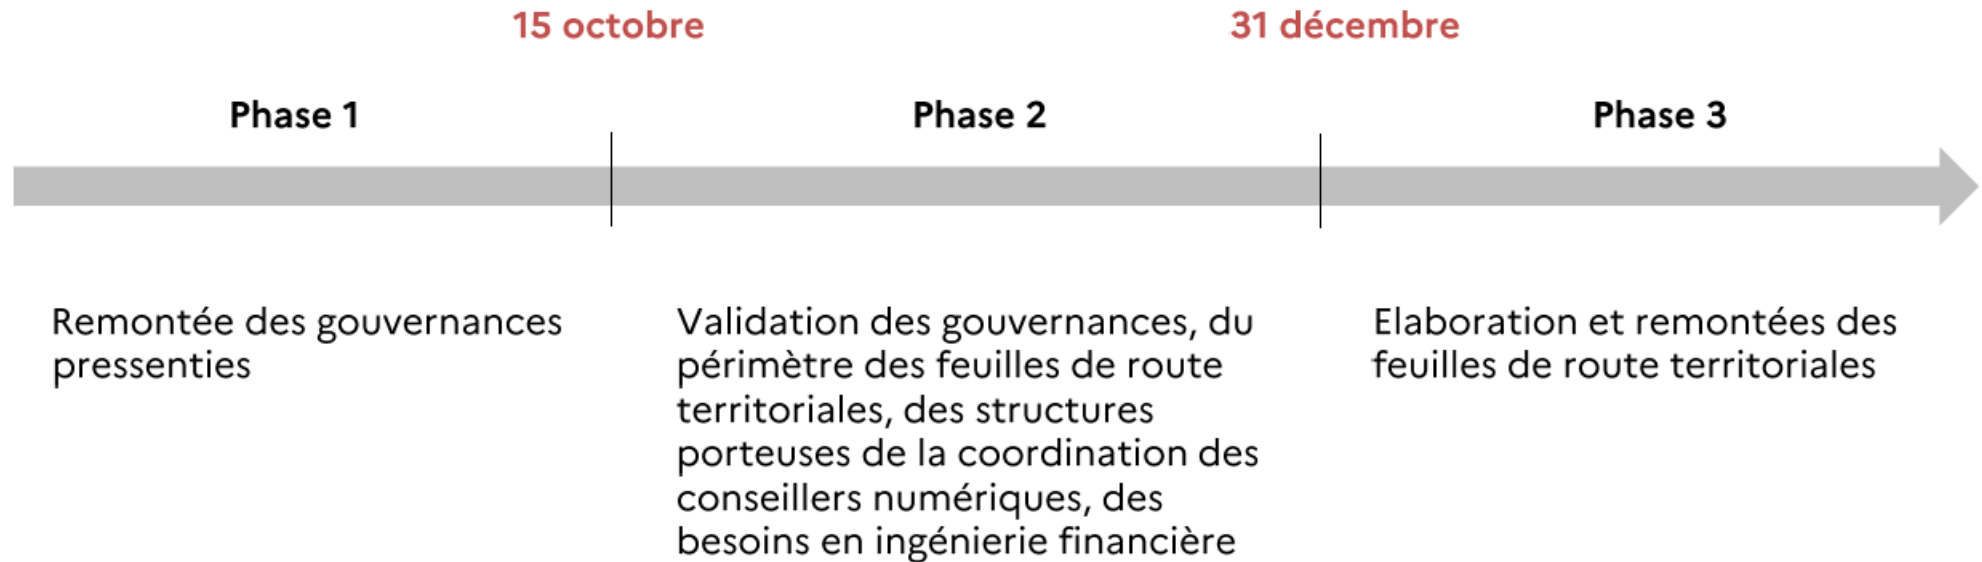 15 octobre
31 décembre
Phase 1
Phase 2
Phase 3
Remontée des gouvernances
pressenties
Validation des gouvernances, du
périmètre des feuilles de route
territoriales, des structures
porteuses de la coordination des
conseillers numériques, des
besoins en ingénierie financière
Elaboration et remontées des
feuilles de route territoriales